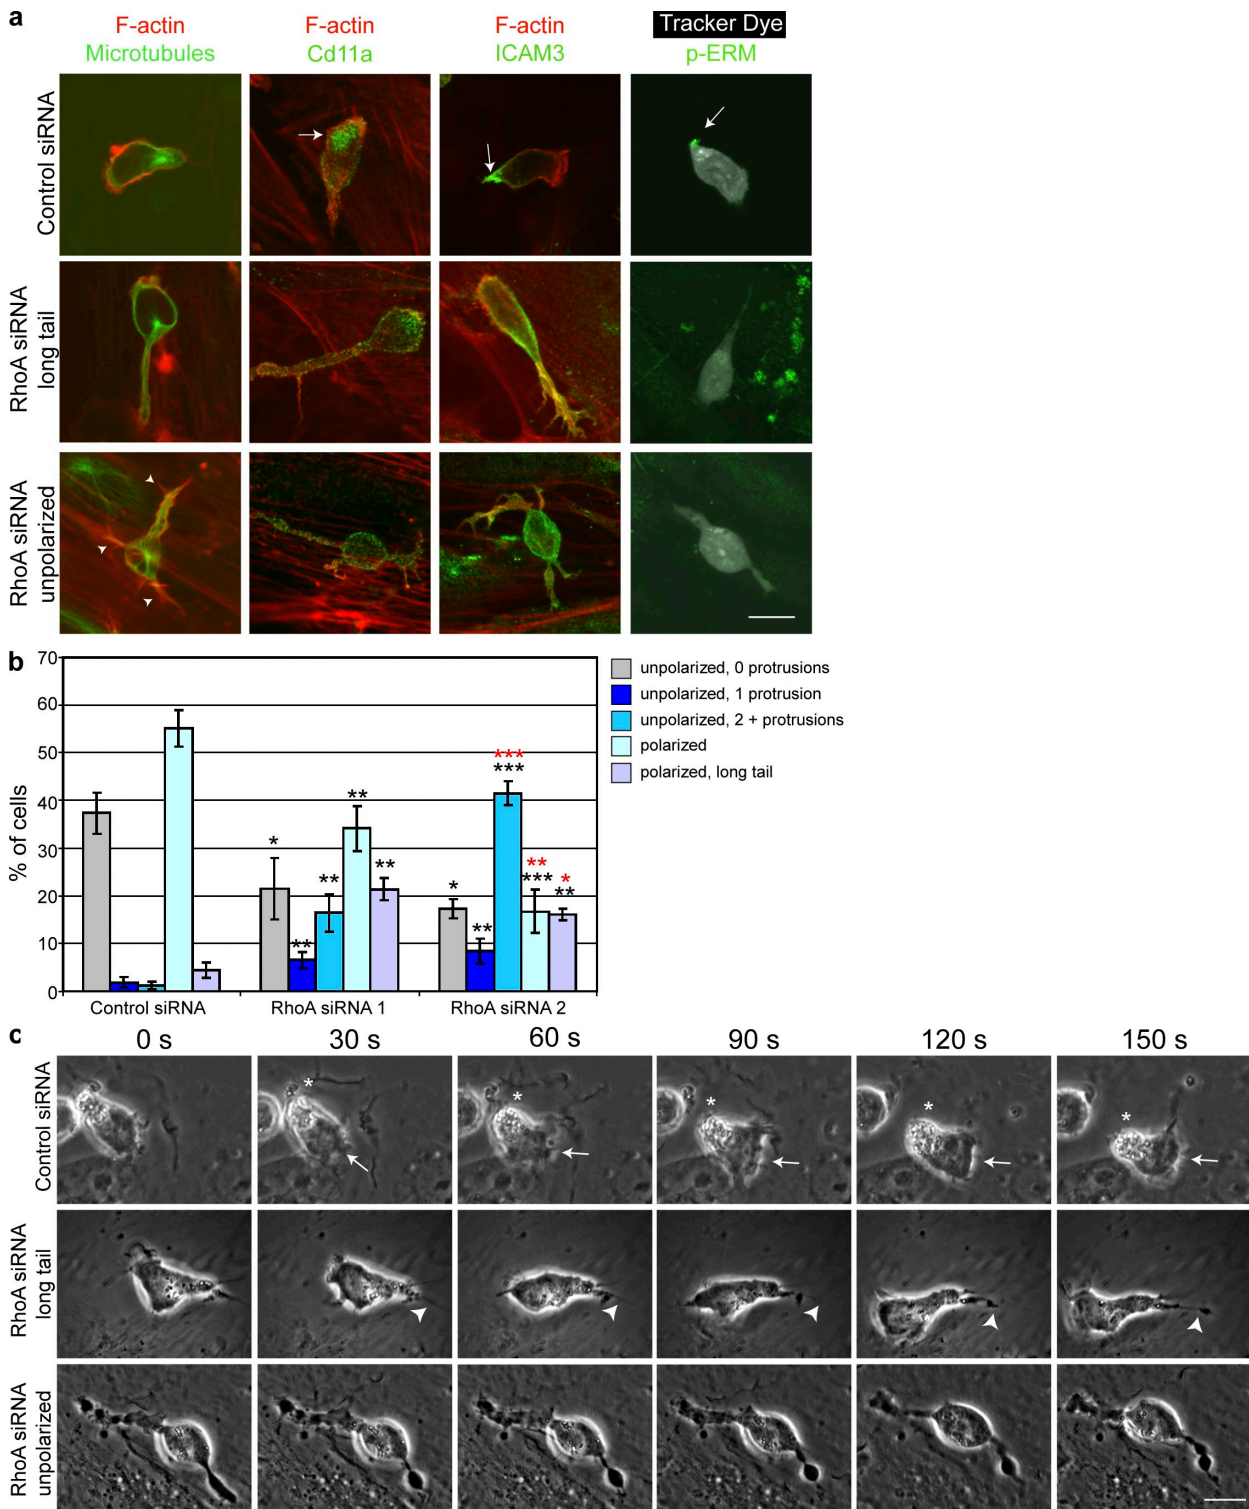 a
F-actin
Microtubules
F-actin
Cd11a
F-actin
ICAM3
Tracker Dye
p-ERM
Control siRNA
RhoA siRNA
long tail
RhoA siRNA
unpolarized
b
% of cells
70
60
50
40
30
20
10
0
*
**
**
**
**
*
**
***
***
**
***
*
**
Control siRNA
RhoA siRNA 1
RhoA siRNA 2
unpolarized, 0 protrusions
unpolarized, 1 protrusion
unpolarized, 2 + protrusions
polarized
polarized, long tail
c
0 s
30 s
60 s
90 s
120 s
150 s
Control siRNA
*
*
*
*
*
RhoA siRNA
long tail
RhoA siRNA
unpolarized